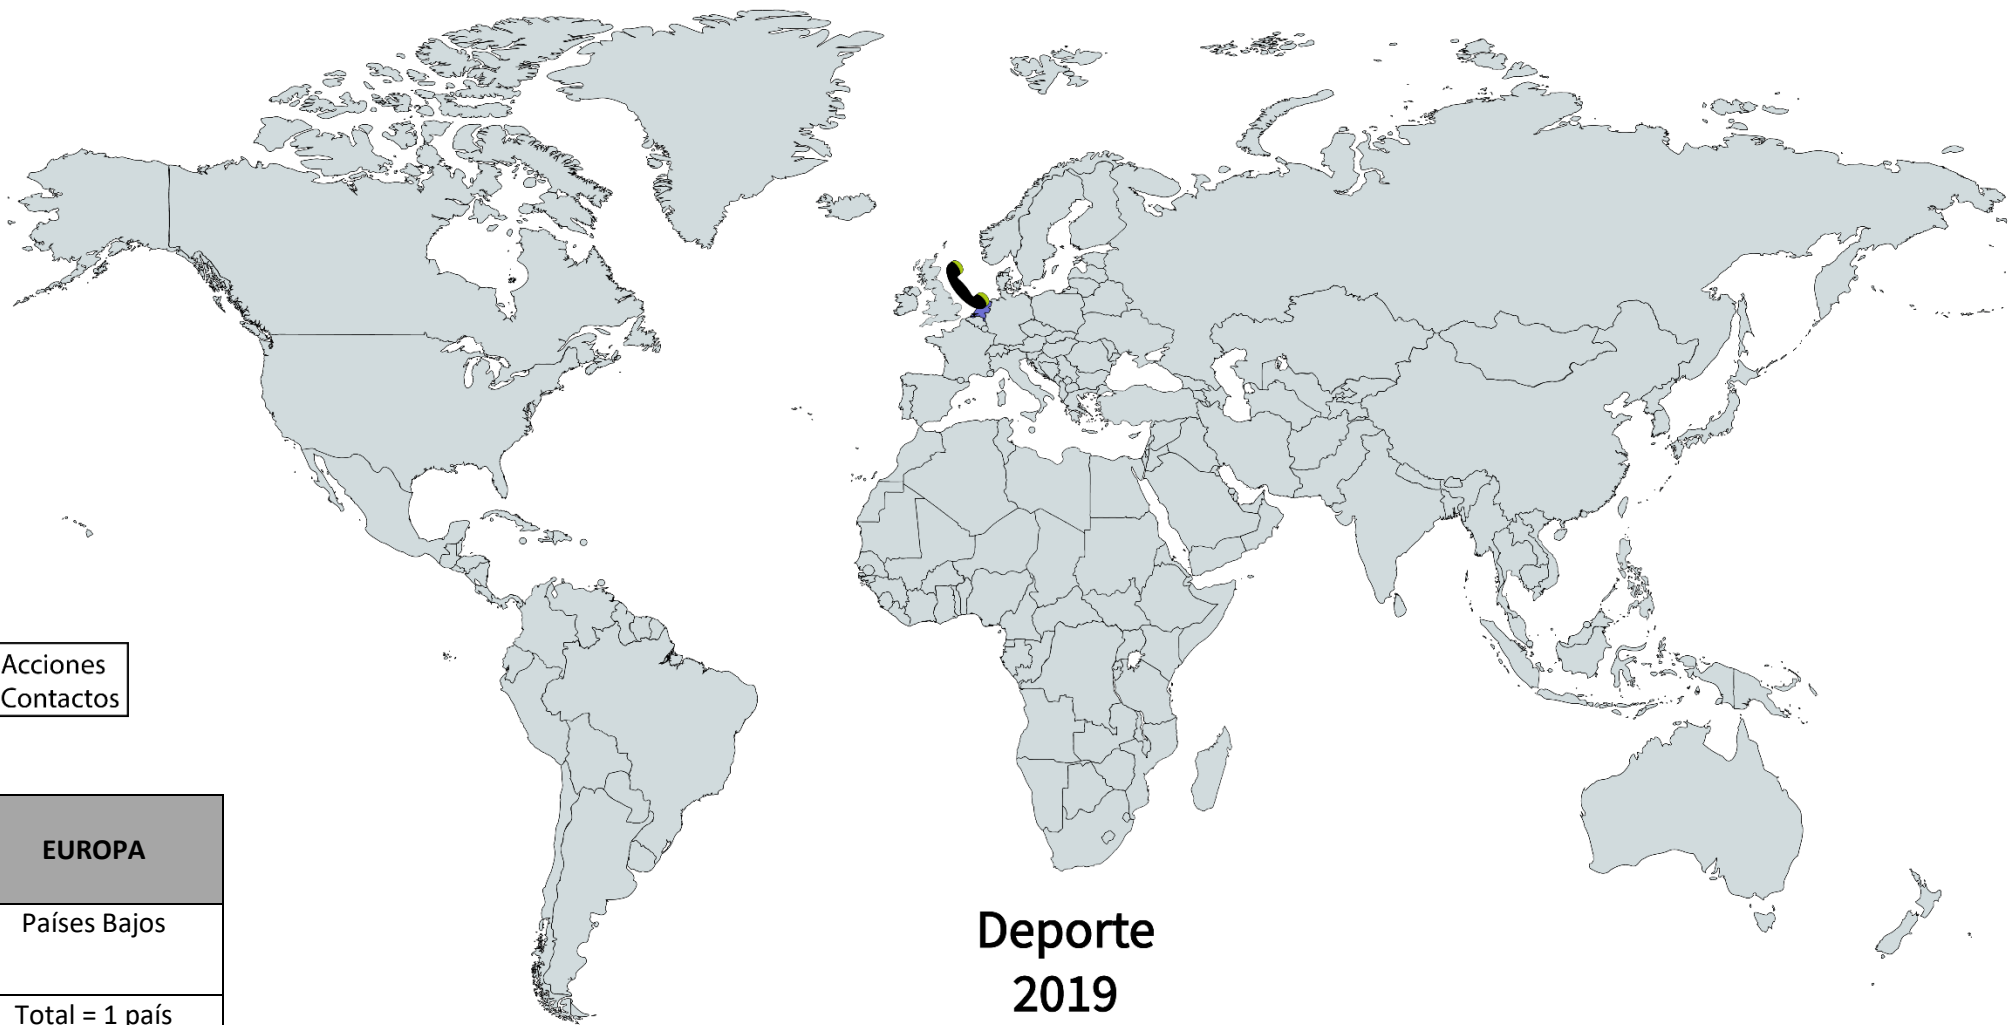 Acciones
Contactos
EUROPA
Países Bajos
Total = 1 país
Deporte
2019